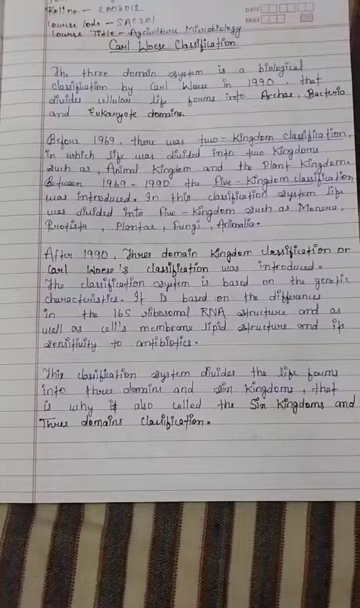 Roll no. - 2003012
DATE
Course Code - SAC201
PAGE
Course Title - Agriculture Microbiology
Carl Woese Classification
The three domain system is a biological
classification by Carl Woese in 1990, that
divides cellular life forms into Archae, Bacteria
and Eukaryote domains.
Before 1969, there was two-Kingdom classification,
in which life was divided into two Kingdoms
such as, Animal Kingdom and the Plant Kingdom.
Between 1969-1990 the Five-Kingdom classification
was introduced. In this classification system life
was divided into five-Kingdom such as Monera,
Protista, Plantae, Fungi, Animalia.
After 1990, Three domain Kingdom classification or
Carl Woese's classification was introduced.
The classification system is based on the genetic
characteristics. It is based on the difference
in the 16S ribosomal RNA structure and as
well as cell's membrane lipid structure and its
sensitivity to antibiotics.
This classification system divides the life forms
into three domains and six Kingdoms, that
is why it also called the Six Kingdoms and
Three domains classification.